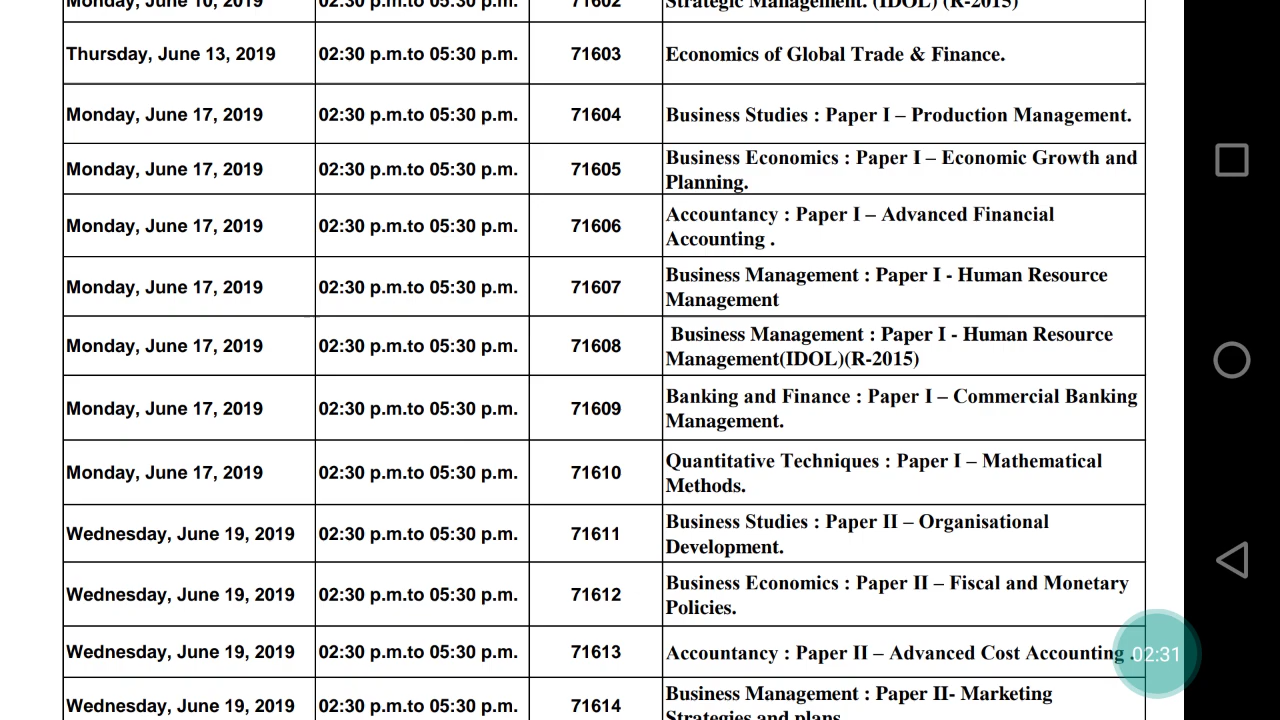 Monday, June 10, 2019 02:30 p.m.to 05:30 p.m. 71602 Strategic Management. (IDOL) (R-2015)
Thursday, June 13, 2019 02:30 p.m.to 05:30 p.m. 71603 Economics of Global Trade & Finance.
Monday, June 17, 2019 02:30 p.m.to 05:30 p.m. 71604 Business Studies : Paper I – Production Management.
Monday, June 17, 2019 02:30 p.m.to 05:30 p.m. 71605 Business Economics : Paper I – Economic Growth and
Planning.
Monday, June 17, 2019 02:30 p.m.to 05:30 p.m. 71606 Accountancy : Paper I – Advanced Financial
Accounting .
Monday, June 17, 2019 02:30 p.m.to 05:30 p.m. 71607 Business Management : Paper I - Human Resource
Management
Monday, June 17, 2019 02:30 p.m.to 05:30 p.m. 71608 Business Management : Paper I - Human Resource
Management(IDOL)(R-2015)
Monday, June 17, 2019 02:30 p.m.to 05:30 p.m. 71609 Banking and Finance : Paper I – Commercial Banking
Management.
Monday, June 17, 2019 02:30 p.m.to 05:30 p.m. 71610 Quantitative Techniques : Paper I – Mathematical
Methods.
Wednesday, June 19, 2019 02:30 p.m.to 05:30 p.m. 71611 Business Studies : Paper II – Organisational
Development.
Wednesday, June 19, 2019 02:30 p.m.to 05:30 p.m. 71612 Business Economics : Paper II – Fiscal and Monetary
Policies.
Wednesday, June 19, 2019 02:30 p.m.to 05:30 p.m. 71613 Accountancy : Paper II – Advanced Cost Accounting .
02:31
Wednesday, June 19, 2019 02:30 p.m.to 05:30 p.m. 71614 Business Management : Paper II- Marketing
Strategies and plans